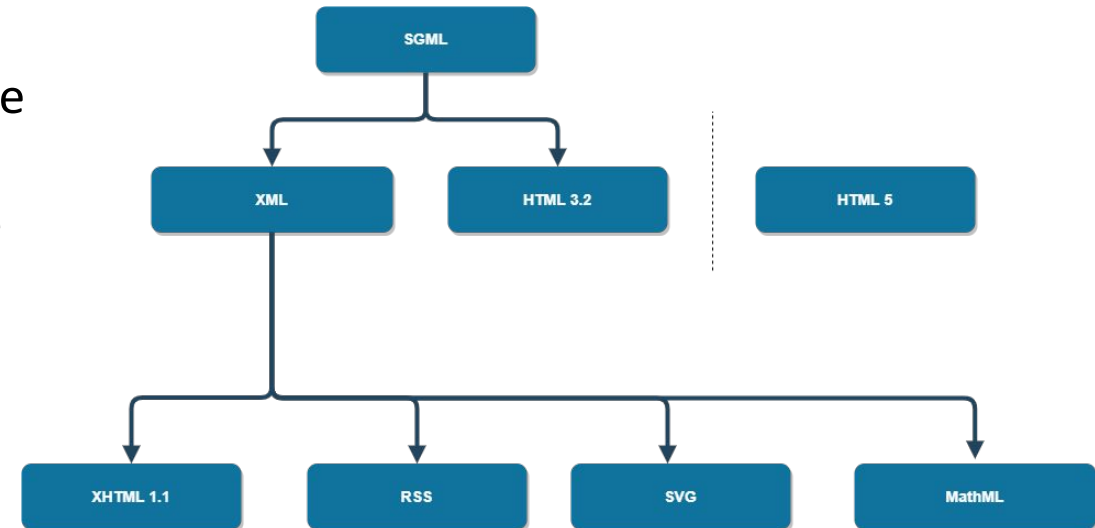 SGML
e
XML
HTML 3.2
HTML 5
XHTML 1.1
RSS
SVG
MathML